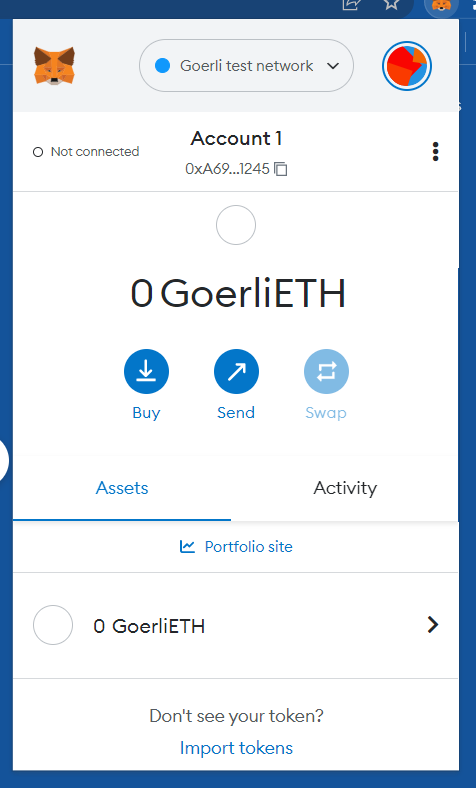 Goerli test network
Not connected
Account 1
0xA69...1245
0 GoerliETH
Buy Send Swap
Assets Activity
Portfolio site
0 GoerliETH
Don't see your token?
Import tokens